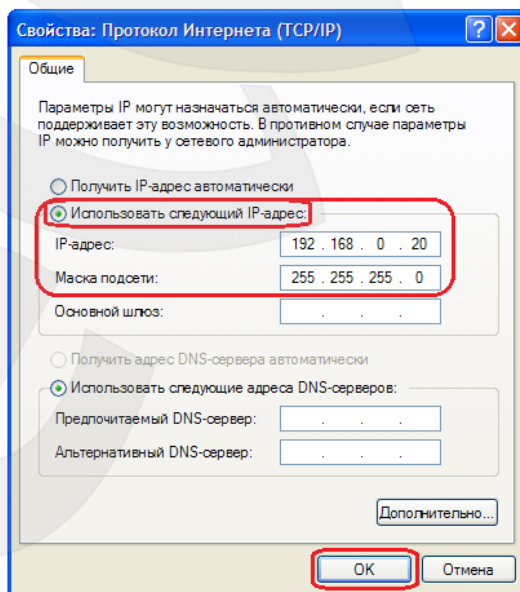 Свойства: Протокол Интернета (TCP/IP)
Общие
Параметры IP могут назначаться автоматически, если сеть
поддерживает эту возможность. В противном случае параметры
IP можно получить у сетевого администратора.
Получить IP-адрес автоматически
Использовать следующий IP-адрес:
IP-адрес: 192 . 168 . 0 . 20
Маска подсети: 255 . 255 . 255 . 0
Основной шлюз: . . .
Получить адрес DNS-сервера автоматически
Использовать следующие адреса DNS-серверов:
Предпочитаемый DNS-сервер: . . .
Альтернативный DNS-сервер: . . .
Дополнительно...
OK Отмена